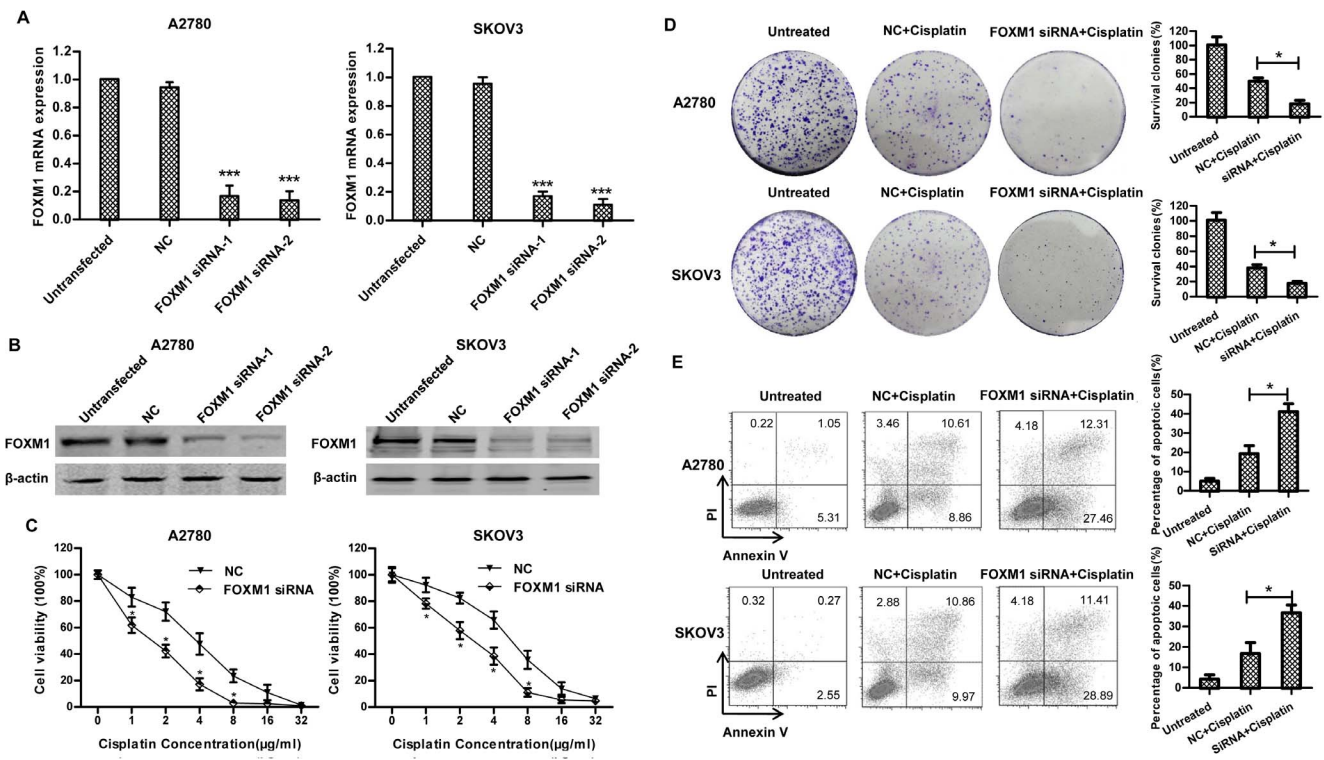 A
A2780
FOXM1 mRNA expression
1.2
1.0
0.8
0.6
0.4
0.2
0.0
***
***
Untransfected
NC
FOXM1 siRNA-1
FOXM1 siRNA-2
SKOV3
FOXM1 mRNA expression
1.2
1.0
0.8
0.6
0.4
0.2
0.0
***
***
Untransfected
NC
FOXM1 siRNA-1
FOXM1 siRNA-2
B
A2780
Untransfected
NC
FOXM1 siRNA-1
FOXM1 siRNA-2
FOXM1
β-actin
SKOV3
Untransfected
NC
FOXM1 siRNA-1
FOXM1 siRNA-2
FOXM1
β-actin
C
A2780
Cell viability (100%)
120
100
80
60
40
20
0
NC
FOXM1 siRNA
*
*
*
*
0 1 2 4 8 16 32
Cisplatin Concentration(μg/ml)
SKOV3
Cell viability (100%)
120
100
80
60
40
20
0
NC
FOXM1 siRNA
*
*
*
*
0 1 2 4 8 16 32
Cisplatin Concentration(μg/ml)
D
Untreated NC+Cisplatin FOXM1 siRNA+Cisplatin
A2780
Survival clonies(%)
120
100
80
60
40
20
0
*
Untreated
NC+Cisplatin
siRNA+Cisplatin
Untreated NC+Cisplatin FOXM1 siRNA+Cisplatin
SKOV3
Survival clonies(%)
120
100
80
60
40
20
0
*
Untreated
NC+Cisplatin
siRNA+Cisplatin
E
Untreated NC+Cisplatin FOXM1 siRNA+Cisplatin
A2780
0.22 1.05
5.31
3.46 10.61
8.86
4.18 12.31
27.46
PI
Annexin V
Percentage of apoptoic cells(%)
50
40
30
20
10
0
*
Untreated
NC+Cisplatin
SiRNA+Cisplatin
Untreated NC+Cisplatin FOXM1 siRNA+Cisplatin
SKOV3
0.32 0.27
2.55
2.88 10.86
9.97
4.18 11.41
28.89
PI
Annexin V
Percentage of apoptoic cells(%)
50
40
30
20
10
0
*
Untreated
NC+Cisplatin
SiRNA+Cisplatin